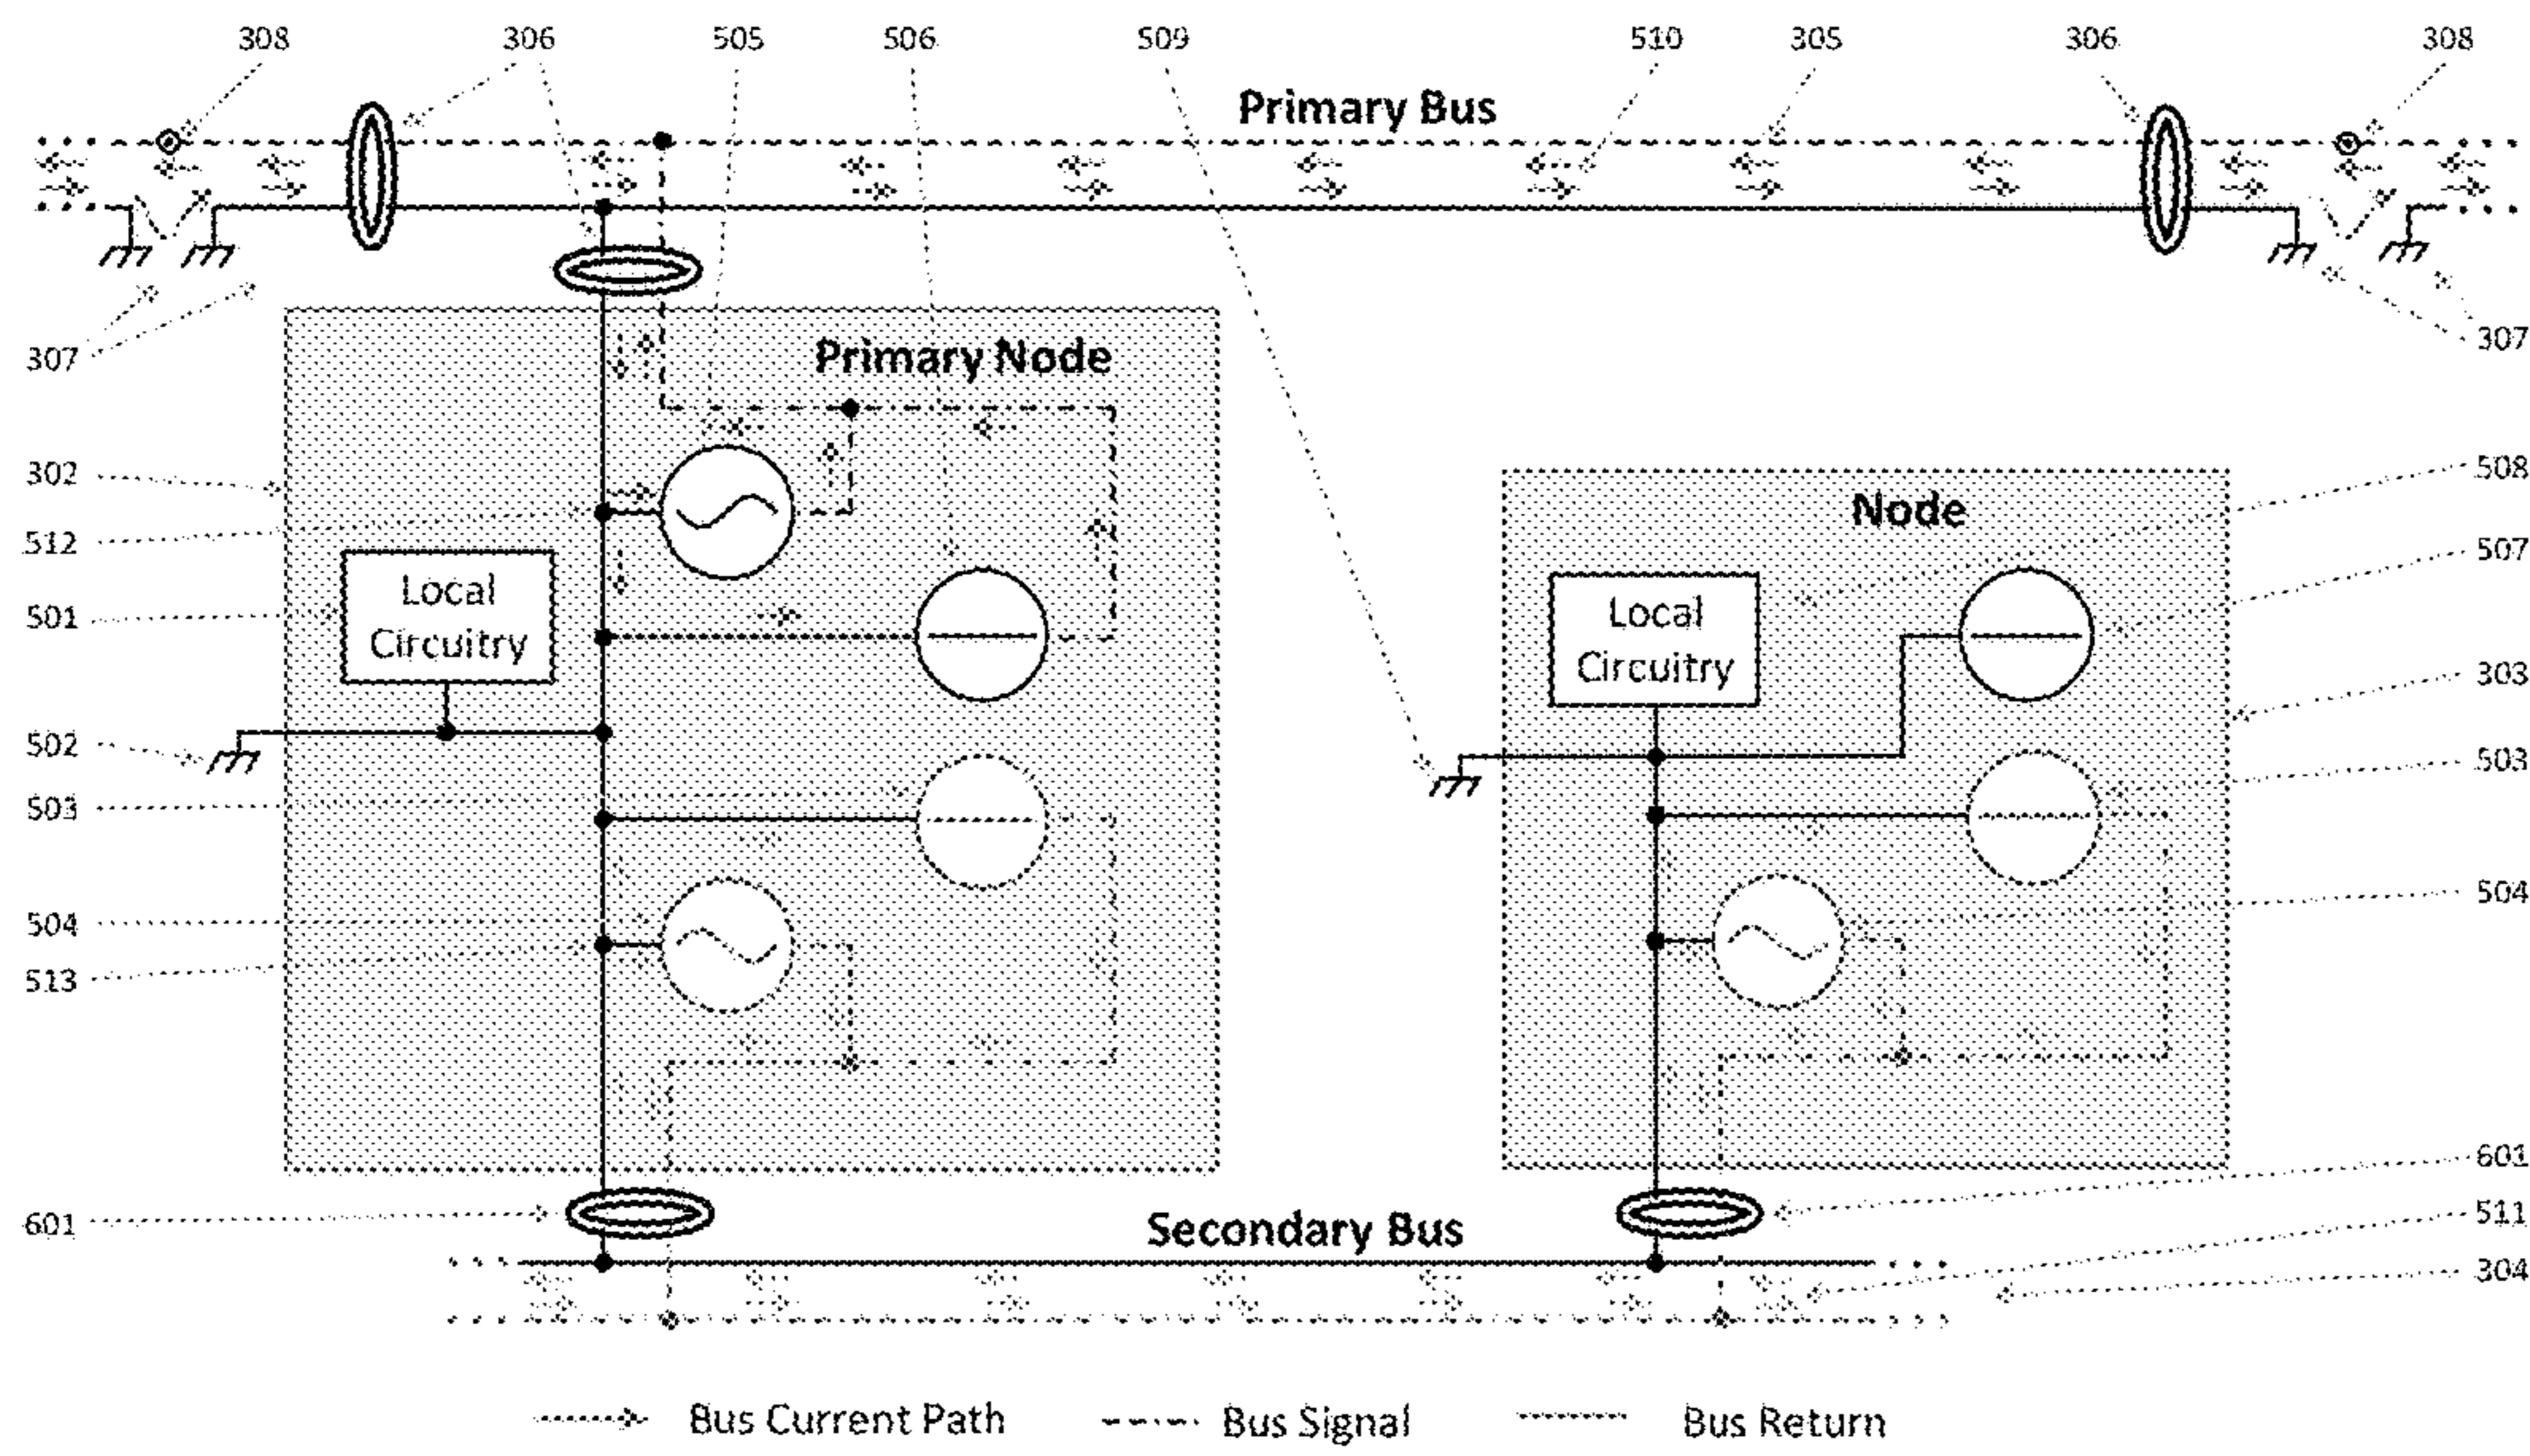 308 306 505 506 509 510 305 306 308
Primary Bus
307
307
Primary Node
302
512
501
502
503
504
513
601
Local
Circuitry
Node
Local
Circuitry
508
507
303
503
504
601
511
304
Secondary Bus
Bus Current Path Bus Signal Bus Return